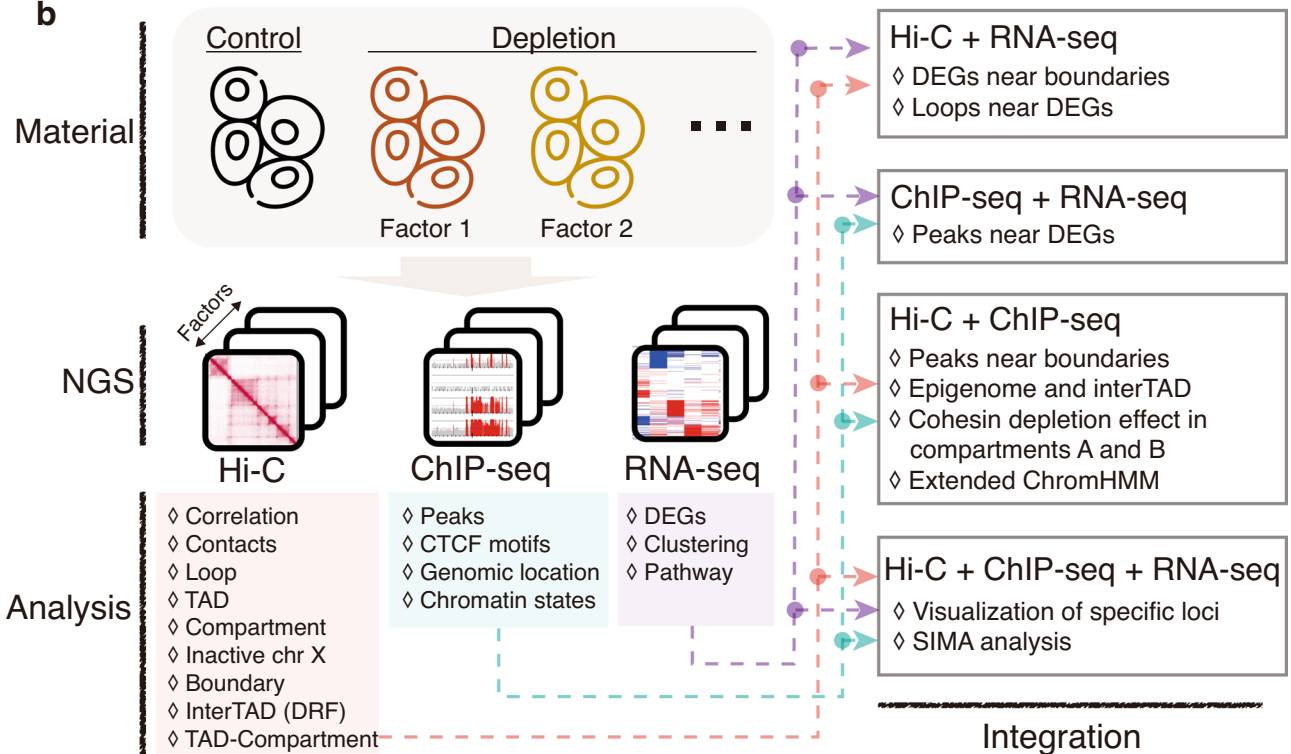 b
Control
Depletion
Material
Factor 1
Factor 2
Factors
NGS
Hi-C
ChIP-seq
RNA-seq
Analysis
◊ Correlation
◊ Contacts
◊ Loop
◊ TAD
◊ Compartment
◊ Inactive chr X
◊ Boundary
◊ InterTAD (DRF)
◊ TAD-Compartment
◊ Peaks
◊ CTCF motifs
◊ Genomic location
◊ Chromatin states
◊ DEGs
◊ Clustering
◊ Pathway
Hi-C + RNA-seq
◊ DEGs near boundaries
◊ Loops near DEGs
ChIP-seq + RNA-seq
◊ Peaks near DEGs
Hi-C + ChIP-seq
◊ Peaks near boundaries
◊ Epigenome and interTAD
◊ Cohesin depletion effect in
compartments A and B
◊ Extended ChromHMM
Hi-C + ChIP-seq + RNA-seq
◊ Visualization of specific loci
◊ SIMA analysis
Integration